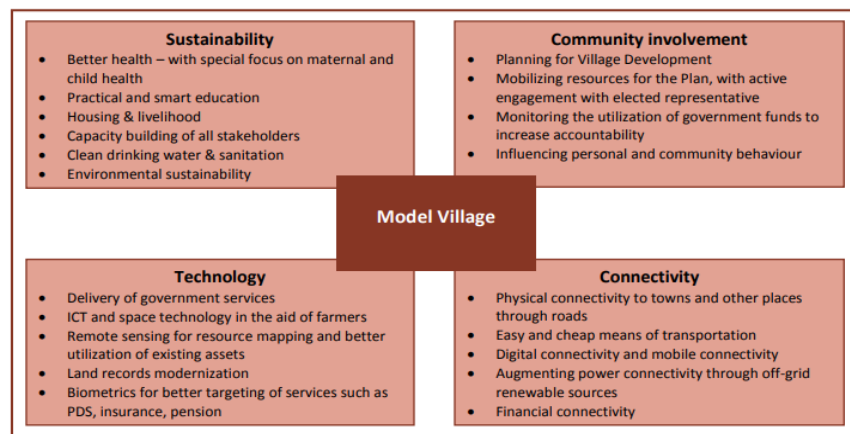 Sustainability
• Better health – with special focus on maternal and
child health
• Practical and smart education
• Housing & livelihood
• Capacity building of all stakeholders
• Clean drinking water & sanitation
• Environmental sustainability
Community involvement
• Planning for Village Development
• Mobilizing resources for the Plan, with active
engagement with elected representative
• Monitoring the utilization of government funds to
increase accountability
• Influencing personal and community behaviour
Model Village
Technology
• Delivery of government services
• ICT and space technology in the aid of farmers
• Remote sensing for resource mapping and better
utilization of existing assets
• Land records modernization
• Biometrics for better targeting of services such as
PDS, insurance, pension
Connectivity
• Physical connectivity to towns and other places
through roads
• Easy and cheap means of transportation
• Digital connectivity and mobile connectivity
• Augmenting power connectivity through off-grid
renewable sources
• Financial connectivity